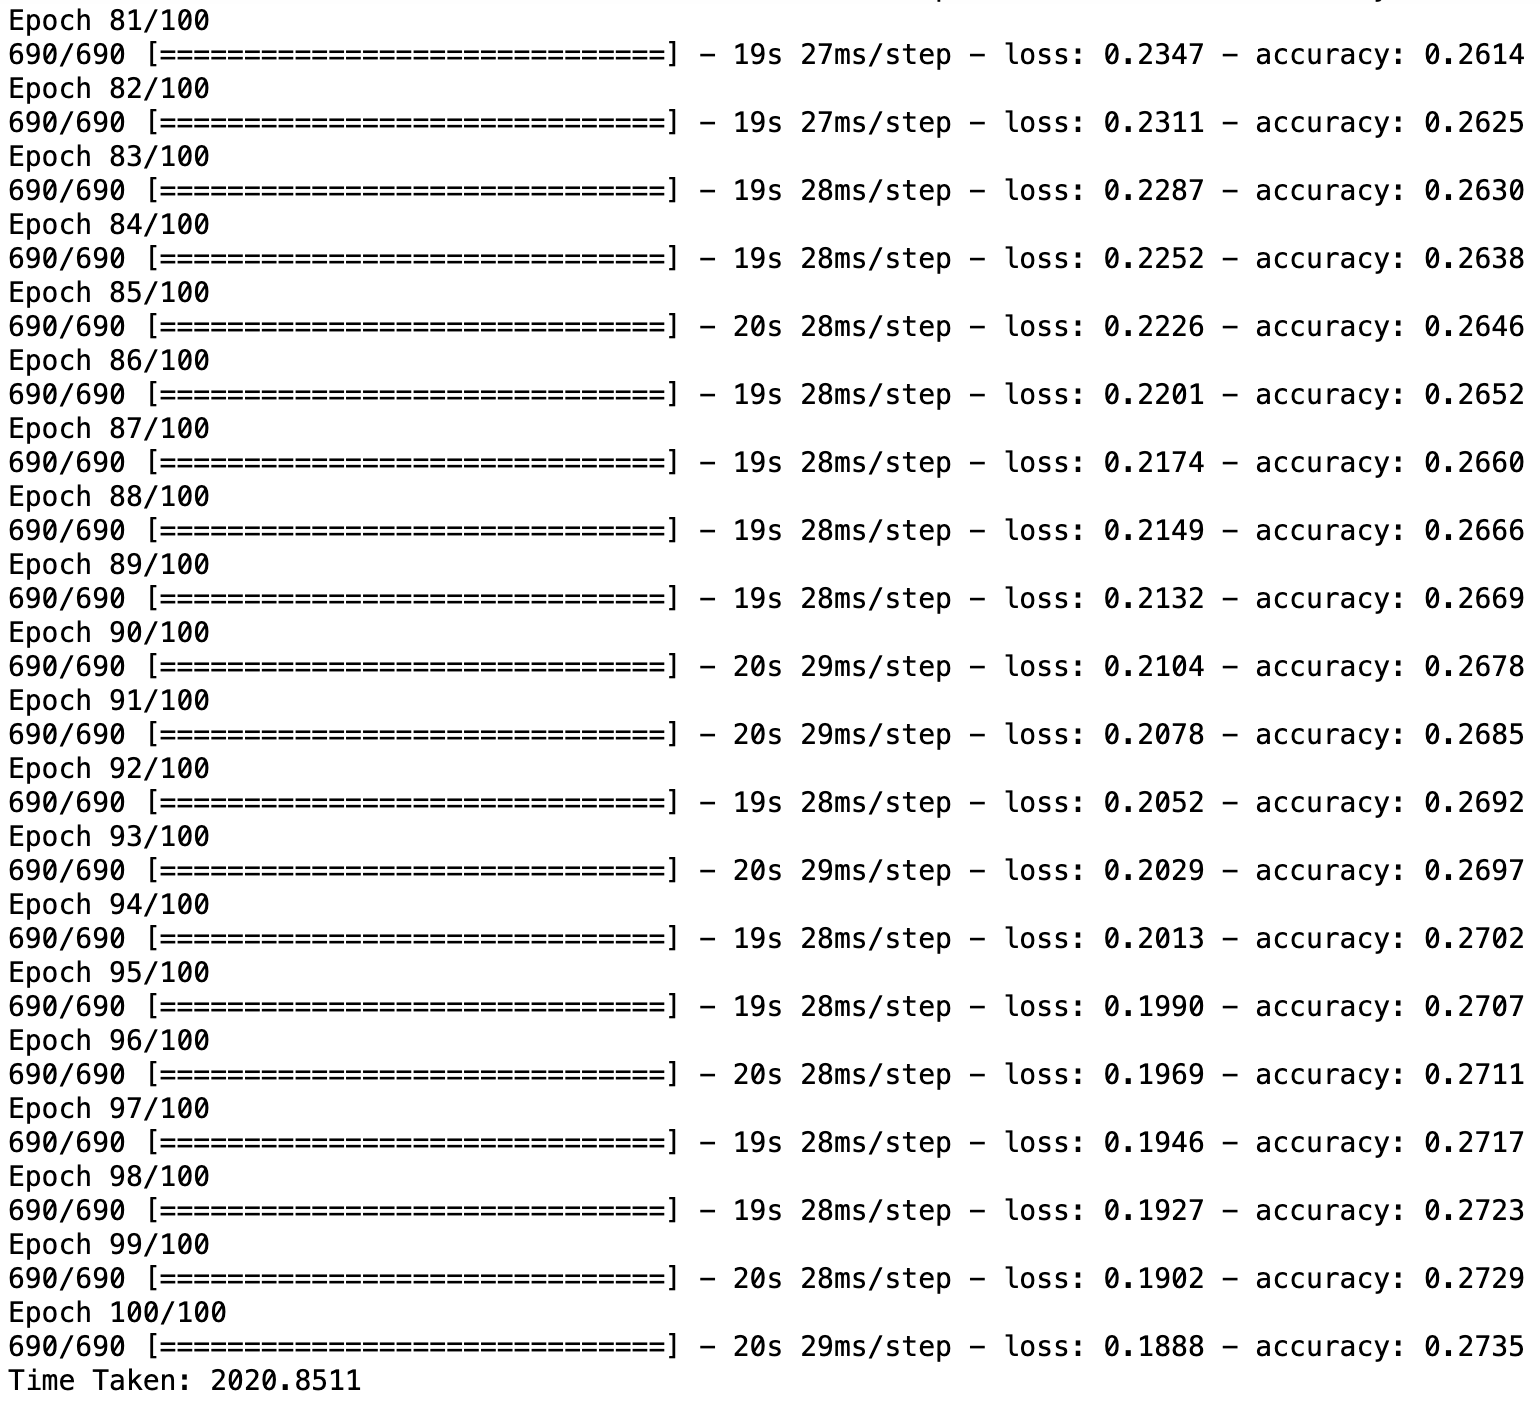 Epoch 81/100
690/690 [==============================] - 19s 27ms/step - loss: 0.2347 - accuracy: 0.2614
Epoch 82/100
690/690 [==============================] - 19s 27ms/step - loss: 0.2311 - accuracy: 0.2625
Epoch 83/100
690/690 [==============================] - 19s 28ms/step - loss: 0.2287 - accuracy: 0.2630
Epoch 84/100
690/690 [==============================] - 19s 28ms/step - loss: 0.2252 - accuracy: 0.2638
Epoch 85/100
690/690 [==============================] - 20s 28ms/step - loss: 0.2226 - accuracy: 0.2646
Epoch 86/100
690/690 [==============================] - 19s 28ms/step - loss: 0.2201 - accuracy: 0.2652
Epoch 87/100
690/690 [==============================] - 19s 28ms/step - loss: 0.2174 - accuracy: 0.2660
Epoch 88/100
690/690 [==============================] - 19s 28ms/step - loss: 0.2149 - accuracy: 0.2666
Epoch 89/100
690/690 [==============================] - 19s 28ms/step - loss: 0.2132 - accuracy: 0.2669
Epoch 90/100
690/690 [==============================] - 20s 29ms/step - loss: 0.2104 - accuracy: 0.2678
Epoch 91/100
690/690 [==============================] - 20s 29ms/step - loss: 0.2078 - accuracy: 0.2685
Epoch 92/100
690/690 [==============================] - 19s 28ms/step - loss: 0.2052 - accuracy: 0.2692
Epoch 93/100
690/690 [==============================] - 20s 29ms/step - loss: 0.2029 - accuracy: 0.2697
Epoch 94/100
690/690 [==============================] - 19s 28ms/step - loss: 0.2013 - accuracy: 0.2702
Epoch 95/100
690/690 [==============================] - 19s 28ms/step - loss: 0.1990 - accuracy: 0.2707
Epoch 96/100
690/690 [==============================] - 20s 28ms/step - loss: 0.1969 - accuracy: 0.2711
Epoch 97/100
690/690 [==============================] - 19s 28ms/step - loss: 0.1946 - accuracy: 0.2717
Epoch 98/100
690/690 [==============================] - 19s 28ms/step - loss: 0.1927 - accuracy: 0.2723
Epoch 99/100
690/690 [==============================] - 20s 28ms/step - loss: 0.1902 - accuracy: 0.2729
Epoch 100/100
690/690 [==============================] - 20s 29ms/step - loss: 0.1888 - accuracy: 0.2735
Time Taken: 2020.8511